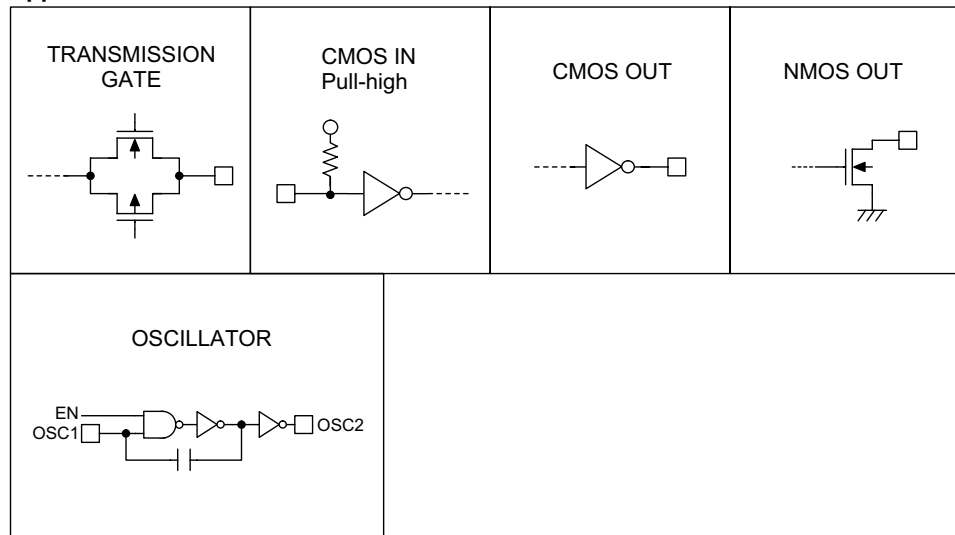 TRANSMISSION
GATE
CMOS IN
Pull-high
CMOS OUT
NMOS OUT
OSCILLATOR
EN
OSC1
OSC2